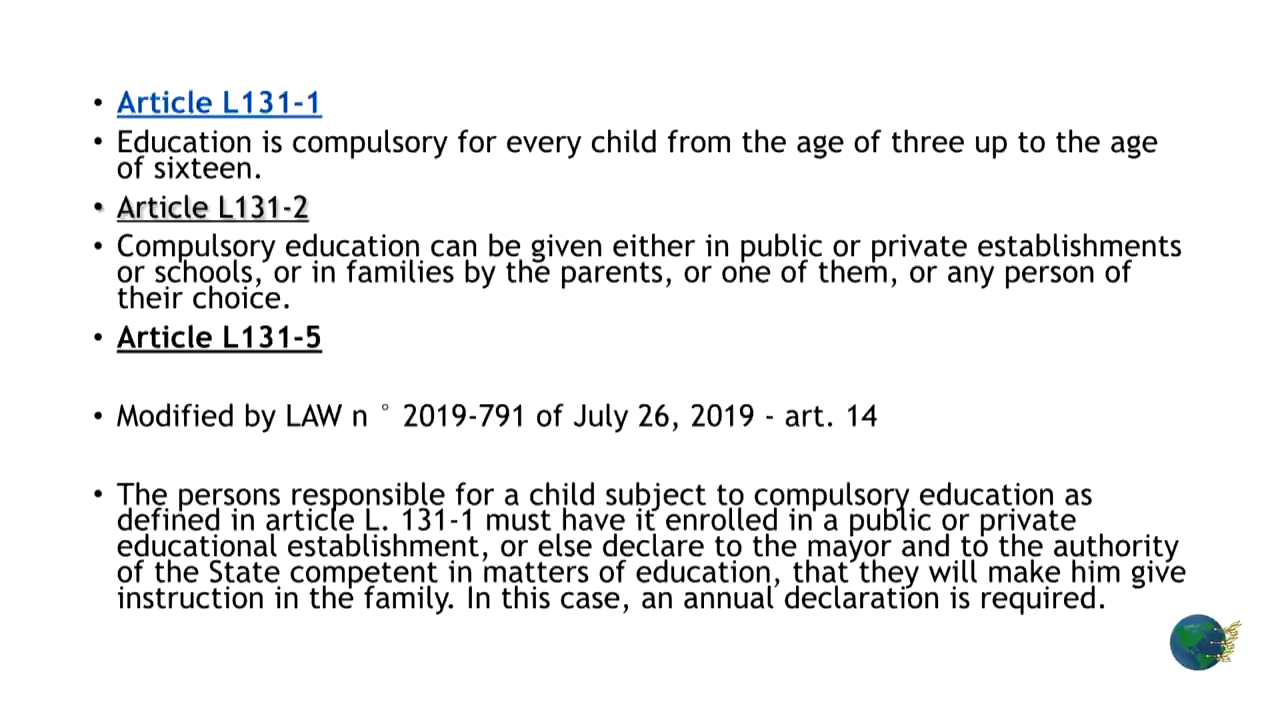 • Article L131-1
• Education is compulsory for every child from the age of three up to the age
of sixteen.
• Article L131-2
• Compulsory education can be given either in public or private establishments
or schools, or in families by the parents, or one of them, or any person of
their choice.
• Article L131-5
• Modified by LAW n ° 2019-791 of July 26, 2019 - art. 14
• The persons responsible for a child subject to compulsory education as
defined in article L. 131-1 must have it enrolled in a public or private
educational establishment, or else declare to the mayor and to the authority
of the State competent in matters of education, that they will make him give
instruction in the family. In this case, an annual declaration is required.